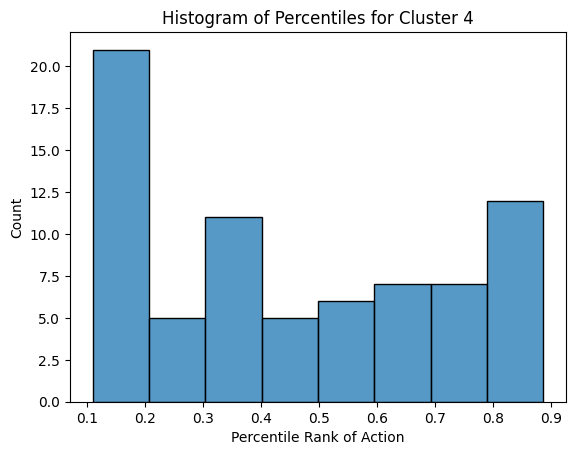 Histogram of Percentiles for Cluster 4
20.0
17.5
15.0
12.5
10.0
7.5
5.0
2.5
0.0
Count
0.1 0.2 0.3 0.4 0.5 0.6 0.7 0.8 0.9
Percentile Rank of Action